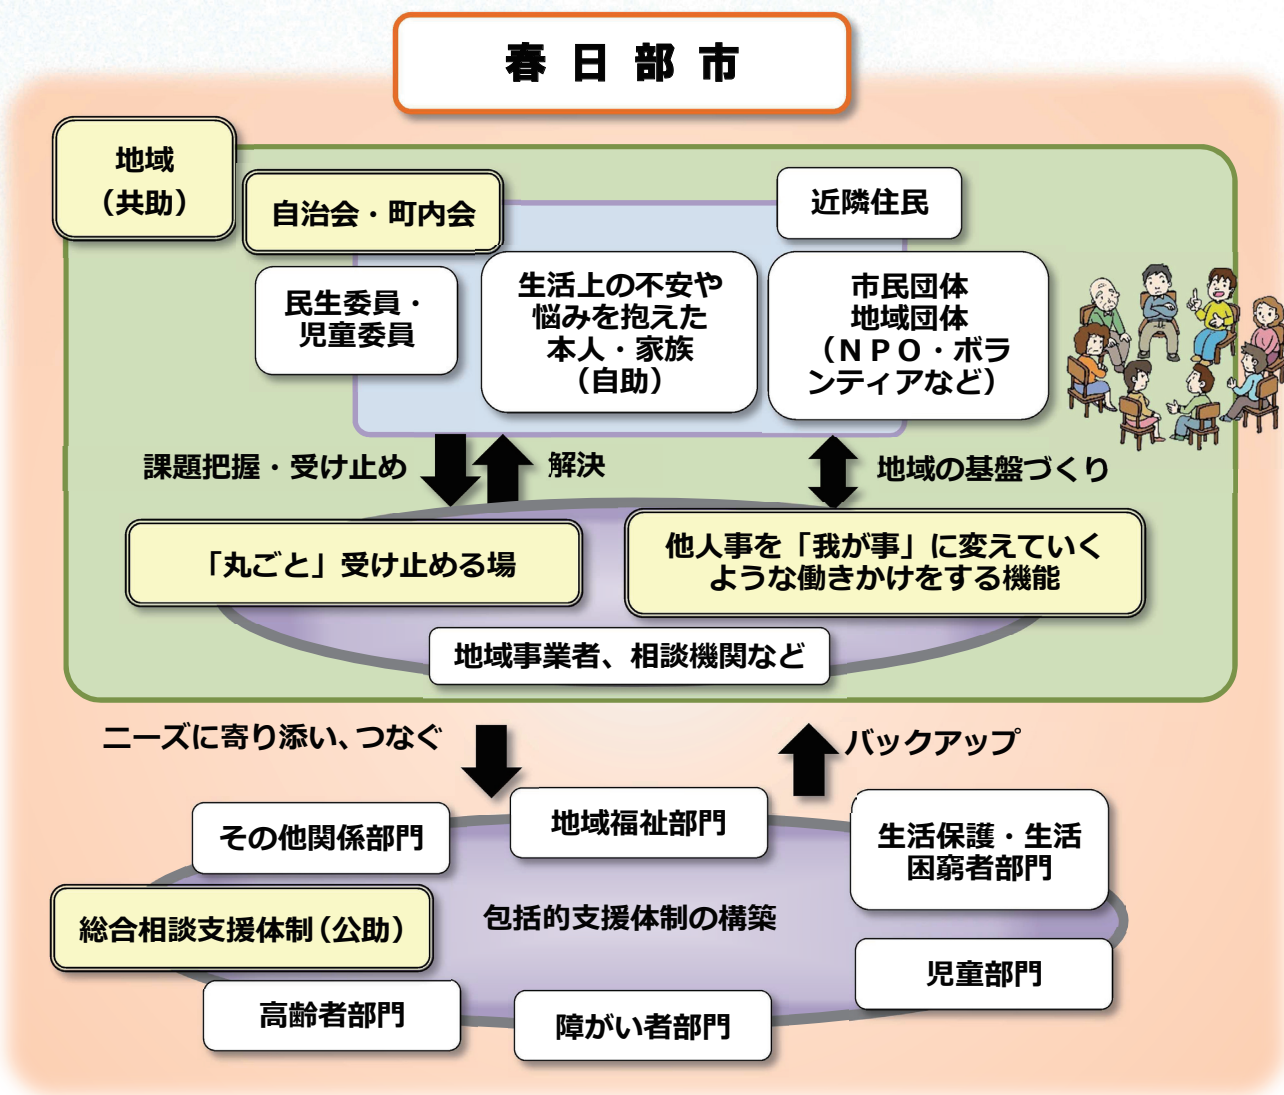 春日部市
地域
（共助）
自治会・町内会
近隣住民
民生委員・
児童委員
生活上の不安や
悩みを抱えた
本人・家族
（自助）
市民団体
地域団体
（ＮＰＯ・ボラ
ンティアなど）
課題把握・受け止め
解決
地域の基盤づくり
「丸ごと」受け止める場
他人事を「我が事」に変えていく
ような働きかけをする機能
地域事業者、相談機関など
ニーズに寄り添い、つなぐ
バックアップ
その他関係部門
地域福祉部門
生活保護・生活
困窮者部門
総合相談支援体制（公助）
包括的支援体制の構築
児童部門
高齢者部門
障がい者部門